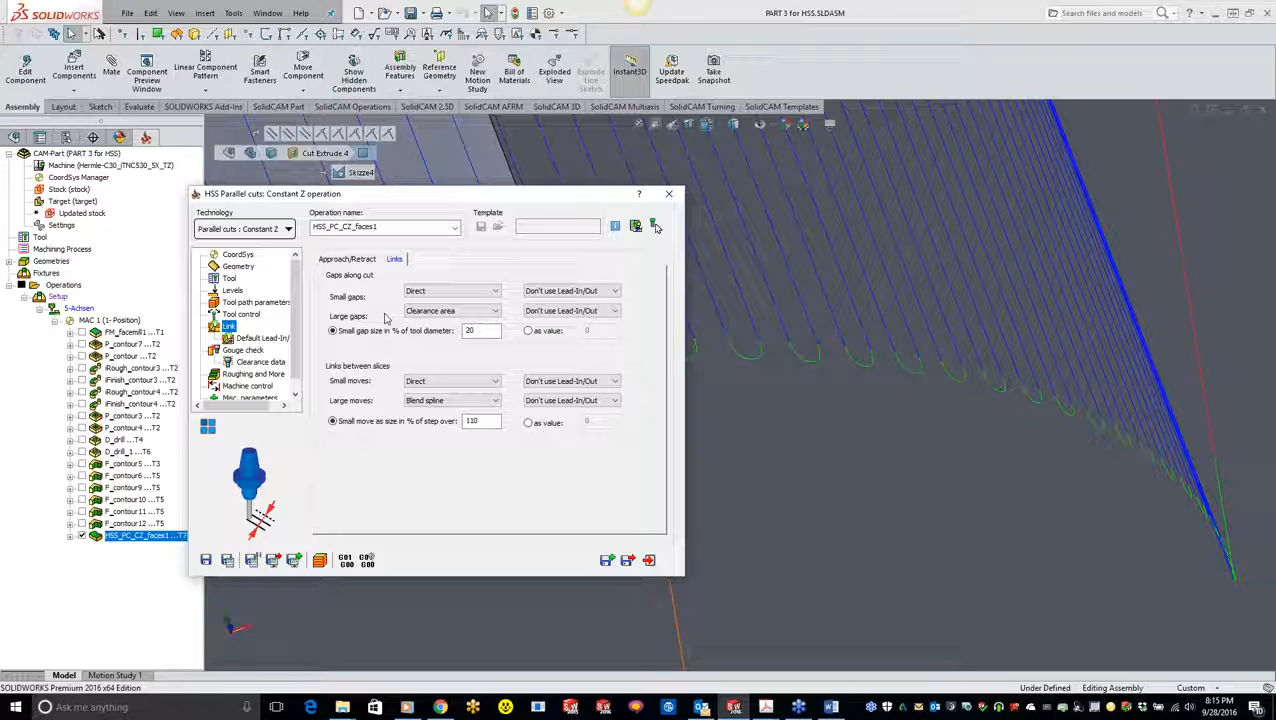 SOLIDWORKS
File Edit View Insert Tools Window Help
PART 3 for HSS.SLDASM
Search files and models
Edit Component
Insert Components
Mate
Component Preview Window
Linear Component Pattern
Smart Fasteners
Move Component
Show Hidden Components
Assembly Features
Reference Geometry
New Motion Study
Bill of Materials
Exploded View
Explode Line Sketch
Instant3D
Update Speedpak
Take Snapshot
Assembly Layout Sketch Evaluate SOLIDWORKS Add-Ins SolidCAM Part SolidCAM Operations SolidCAM 2.5D SolidCAM AFRM SolidCAM 3D SolidCAM Multiaxis SolidCAM Turning SolidCAM Templates
Cut Extrude 4
Skizze4
CAM-Part (PART 3 for HSS)
Machine (Hermle-C30_iTNC530_5X_TZ)
CoordSys Manager
Stock (stock)
Target (target)
Updated stock
Settings
Tool
Machining Process
Geometries
Fixtures
Operations
Setup
5-Achsen
MAC 1 (1- Position)
FM_facemill1 ...T1
P_contour7 ...T2
P_contour ...T2
iRough_contour3 ...T2
iFinish_contour3 ...T2
iRough_contour4 ...T2
iFinish_contour4 ...T2
P_contour3 ...T2
P_contour4 ...T2
D_drill ...T4
D_drill_1 ...T6
F_contour5 ...T3
F_contour6 ...T5
F_contour9 ...T5
F_contour10 ...T5
F_contour11 ...T5
F_contour12 ...T5
HSS_PC_CZ_faces1 ...T7
HSS Parallel cuts: Constant Z operation
Technology
Parallel cuts : Constant Z
Operation name:
HSS_PC_CZ_faces1
Template
CoordSys
Geometry
Tool
Levels
Tool path parameters
Tool control
Link
Default Lead-In/
Gouge check
Clearance data
Roughing and More
Machine control
Misc. parameters
Approach/Retract Links
Gaps along cut
Small gaps: Direct Don't use Lead-In/Out
Large gaps: Clearance area Don't use Lead-In/Out
Small gap size in % of tool diameter: 20 as value: 0
Links between slices
Small moves: Direct Don't use Lead-In/Out
Large moves: Blend spline Don't use Lead-In/Out
Small move as size in % of step over: 110 as value: 0
G01 G00
G0 G00
Model Motion Study 1
SOLIDWORKS Premium 2016 x64 Edition
Under Defined Editing Assembly Custom
Ask me anything
8:15 PM
9/28/2016